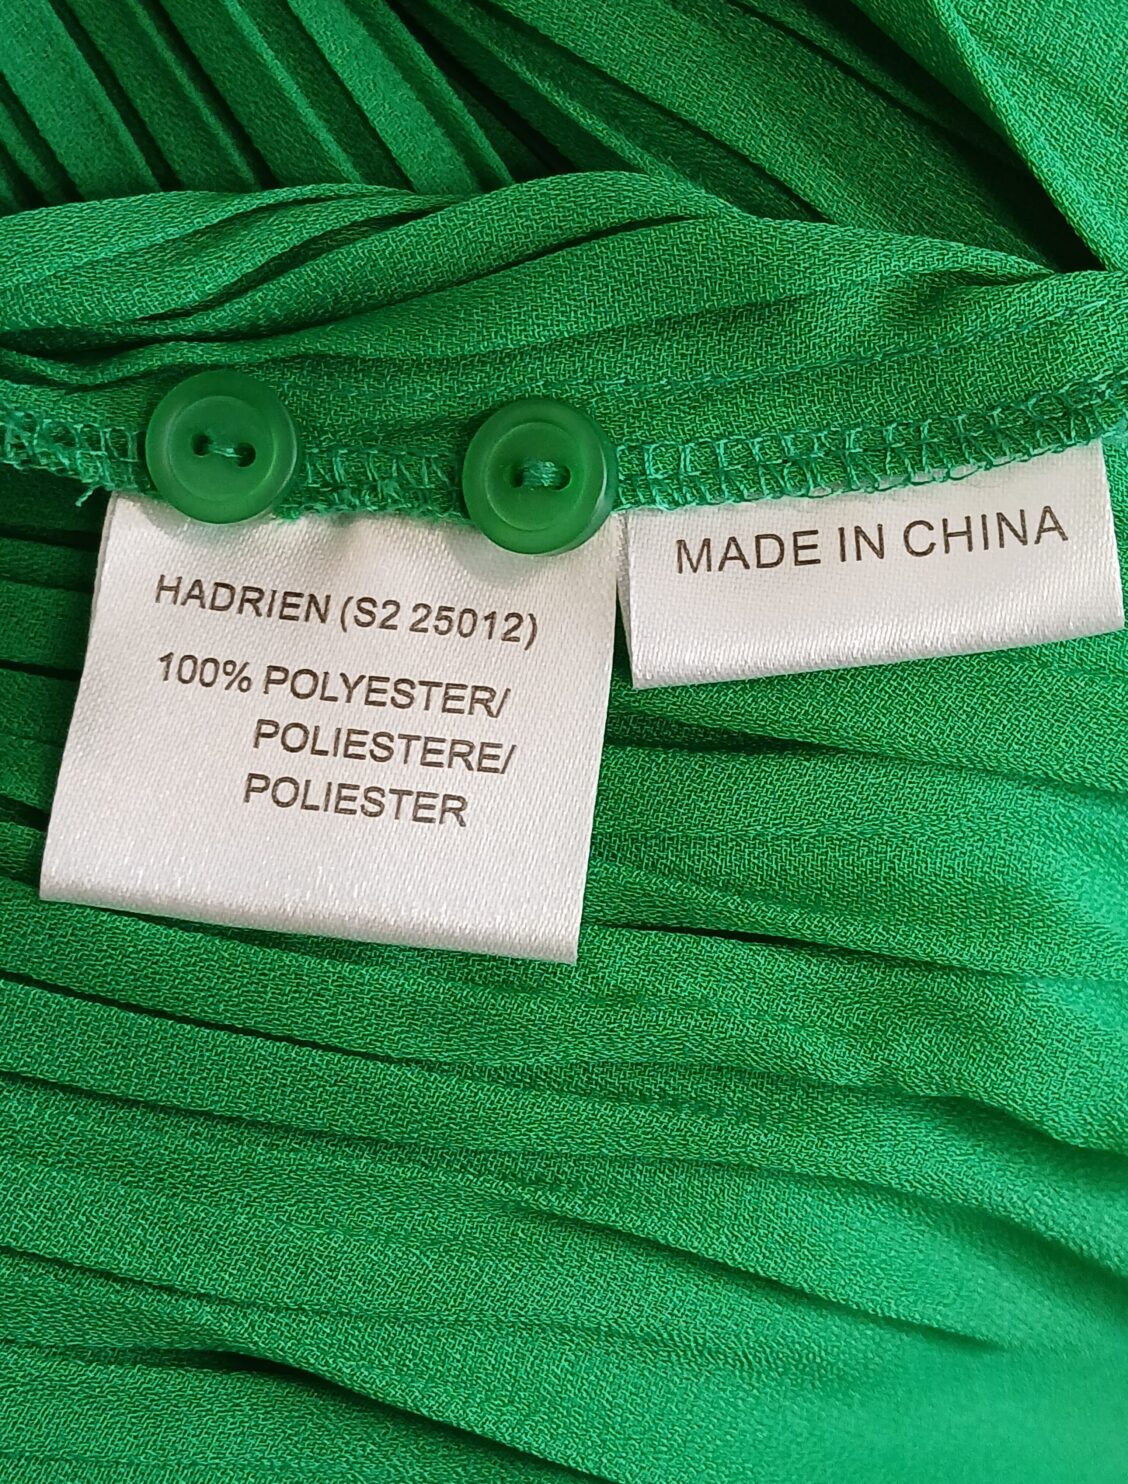 HADRIEN (S2 25012)
100% POLYESTER/
POLIESTERE/
POLIESTER
MADE IN CHINA